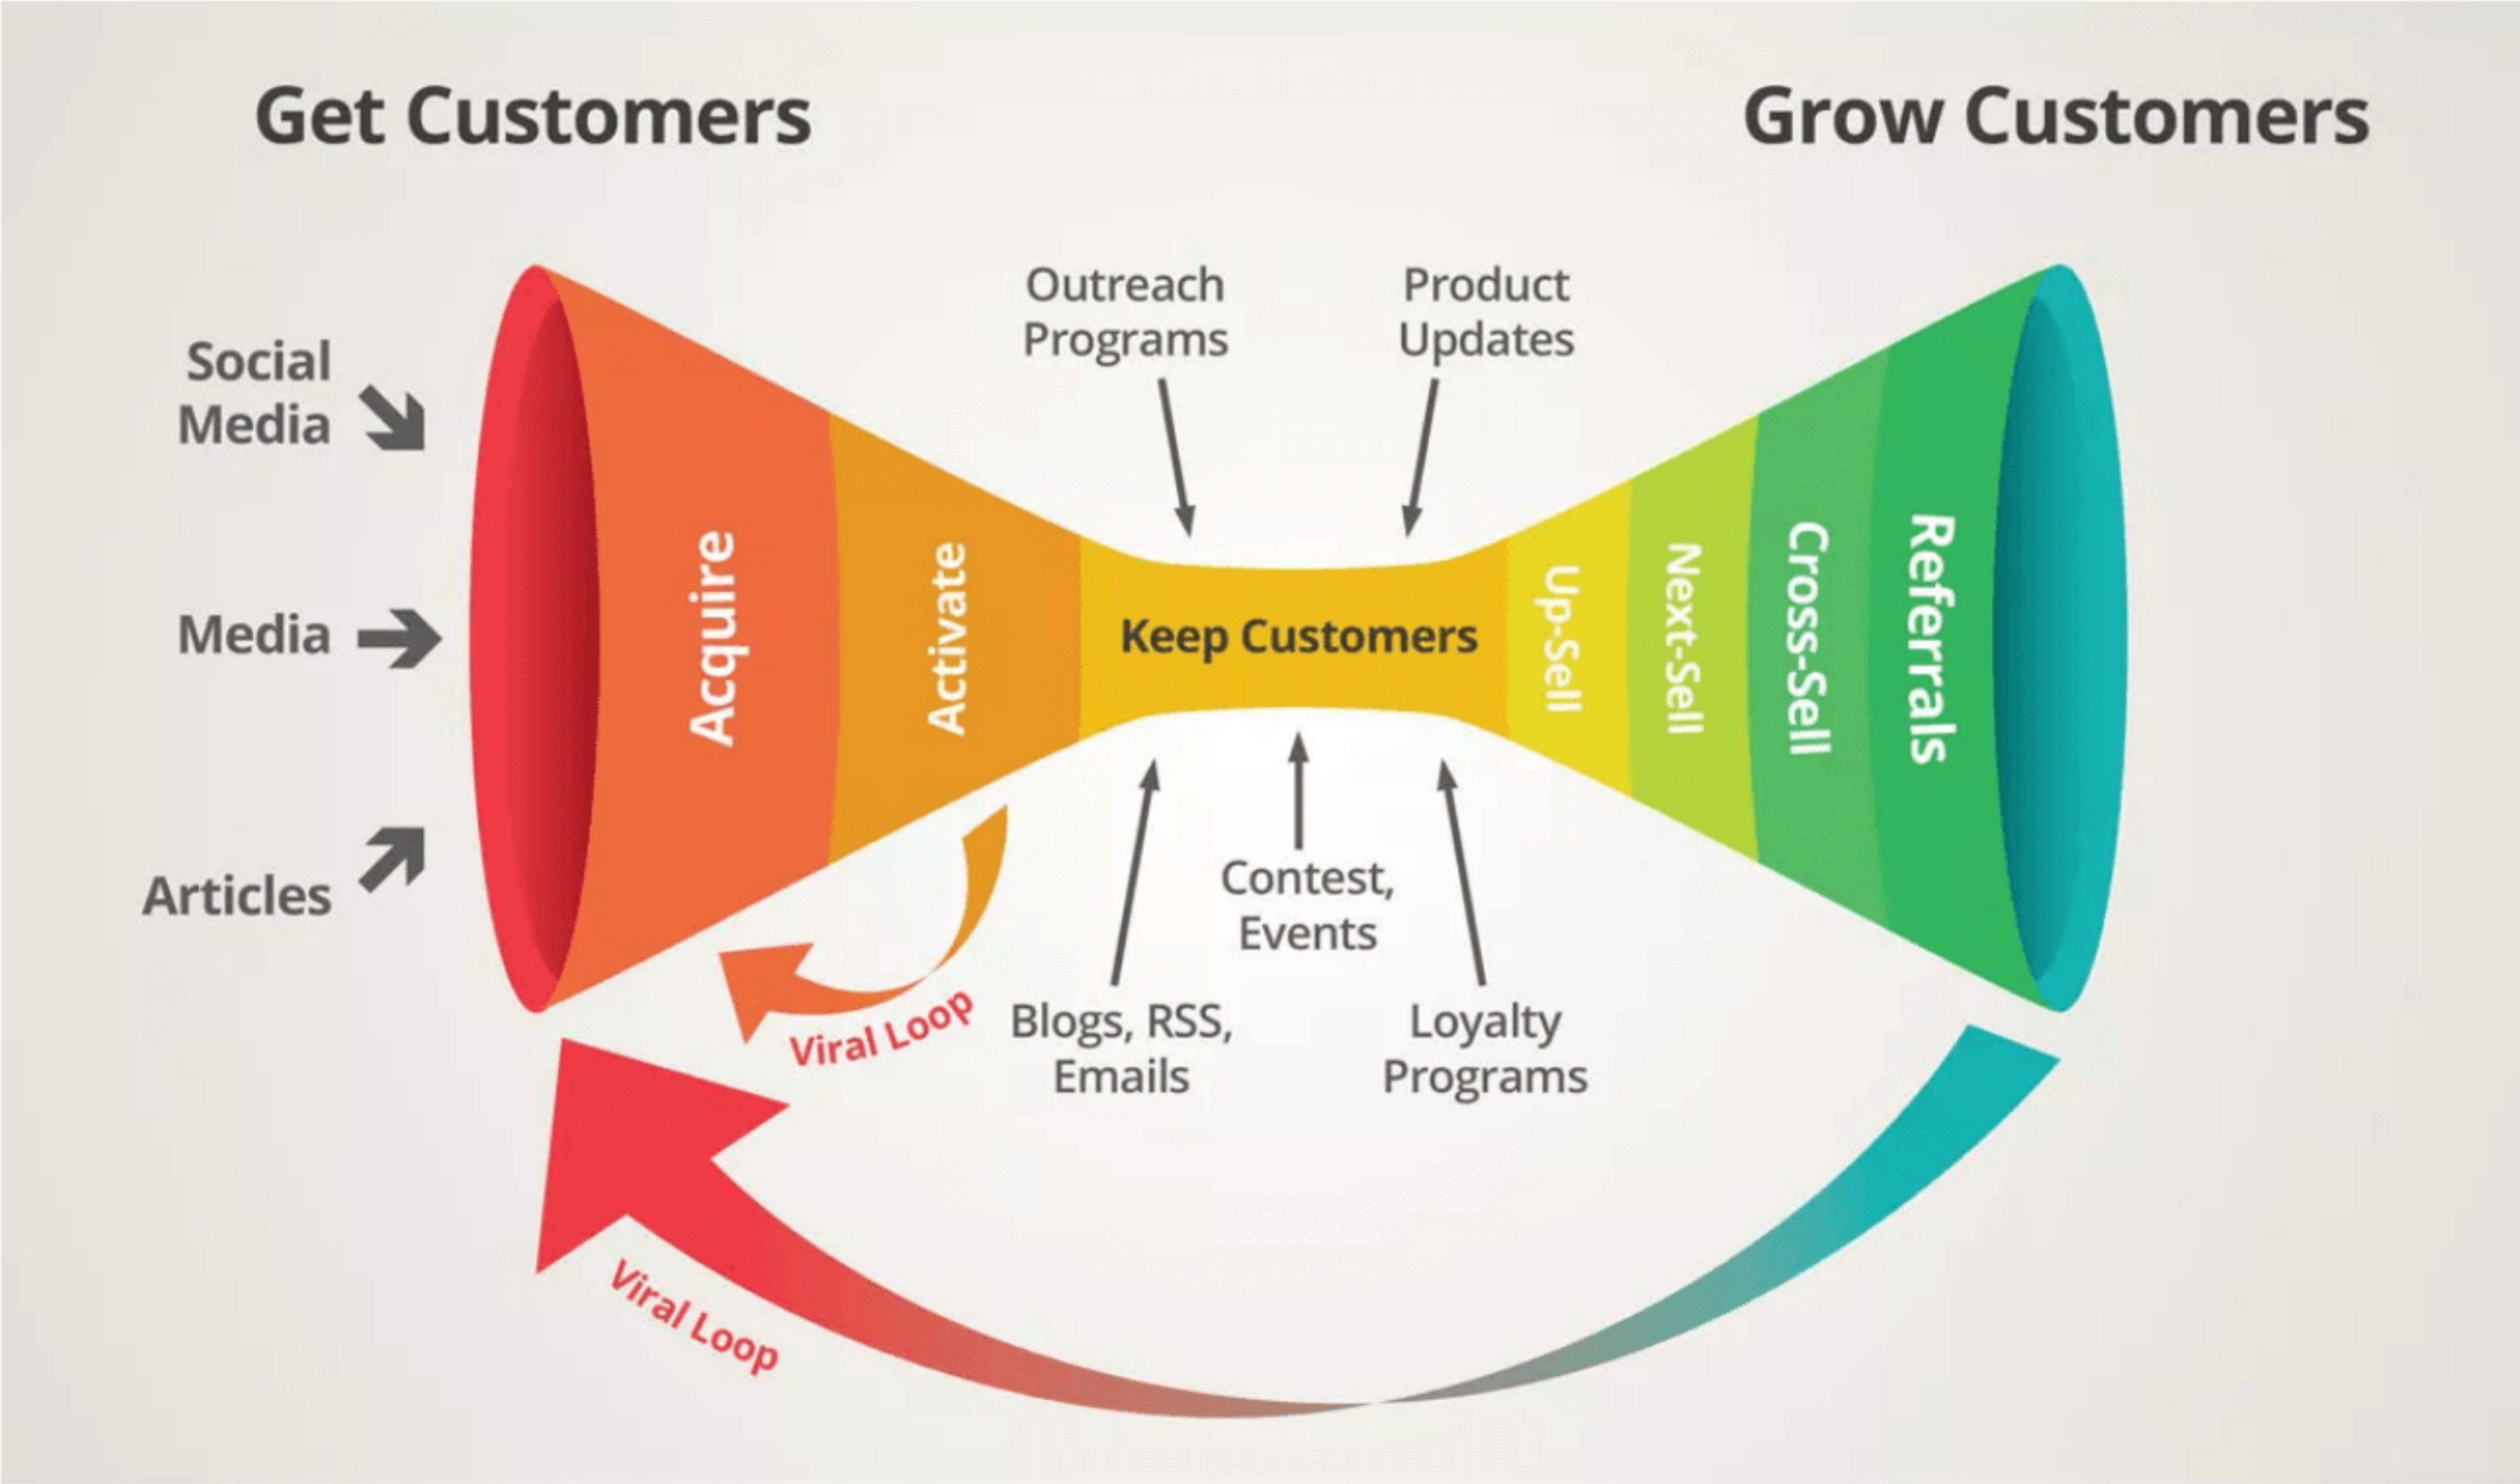 Get Customers
Grow Customers
Social
Media
Media
Articles
Acquire
Activate
Outreach
Programs
Product
Updates
Keep Customers
Up-Sell
Next-Sell
Cross-Sell
Referrals
Contest,
Events
Blogs, RSS,
Emails
Loyalty
Programs
Viral Loop
Viral Loop